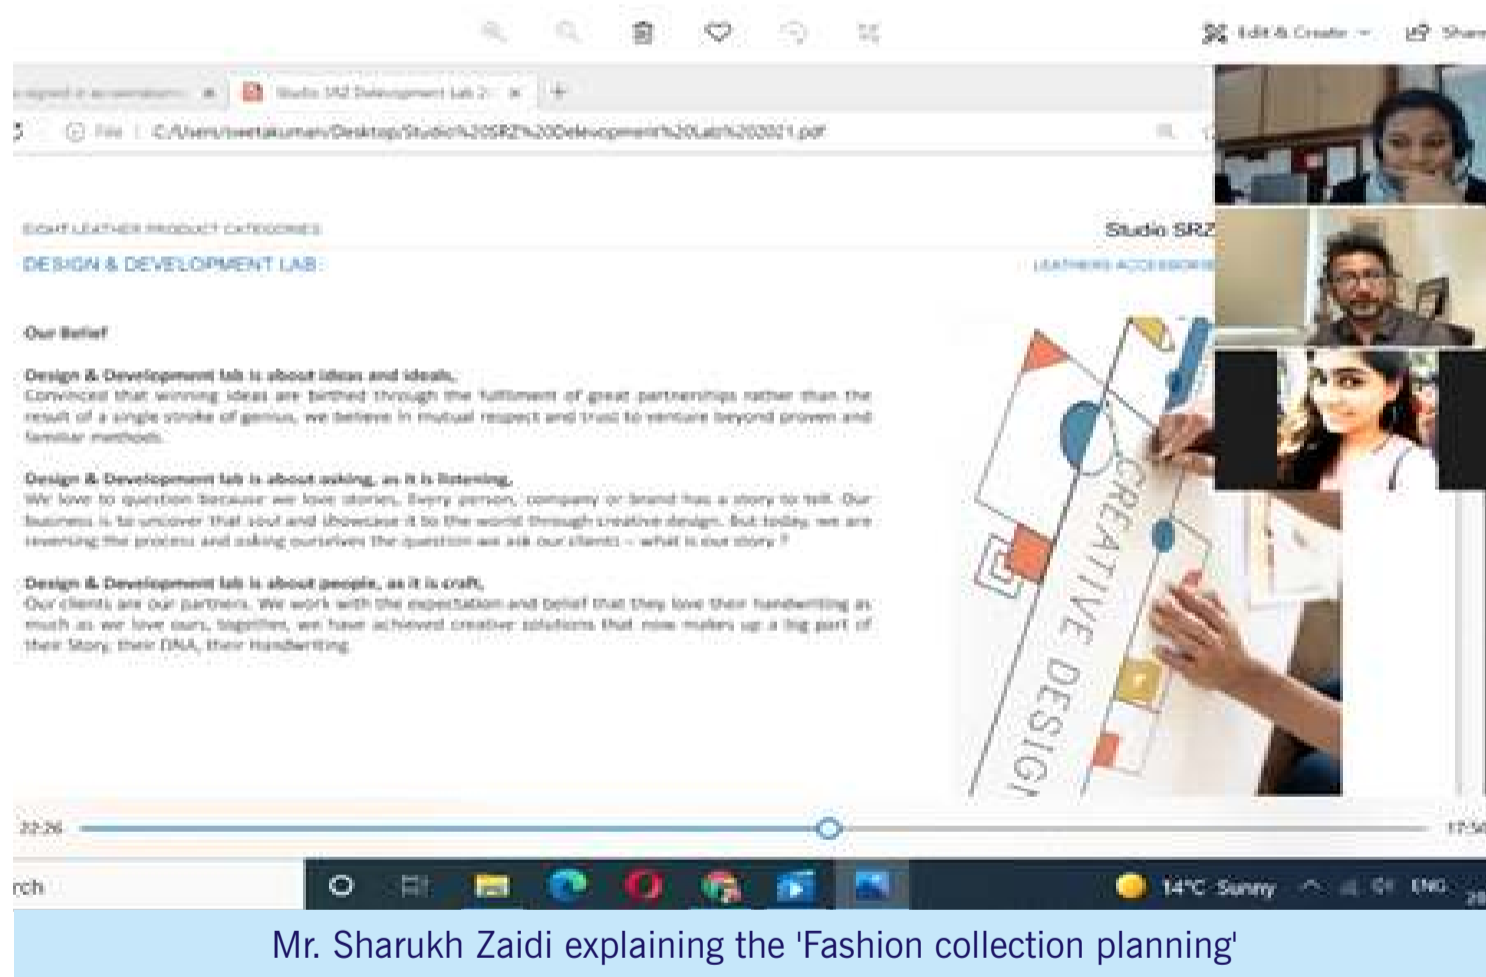 Edit & Create
Share
Studio SRZ Delevopment Lab 2
File
C:/Users/swetakumari/Desktop/Studio%20SRZ%20Delevopment%20Lab%202021.pdf
EIGHT LEATHER PRODUCT CATEGORIES
Studio SRZ
DESIGN & DEVELOPMENT LAB
LEATHERS ACCESSORIE
Our Belief
Design & Development lab is about ideas and ideals,
Convinced that winning ideas are birthed through the fulfilment of great partnerships rather than the
result of a single stroke of genius, we believe in mutual respect and trust to venture beyond proven and
familiar methods.
Design & Development lab is about asking, as it is listening,
We love to question because we love stories. Every person, company or brand has a story to tell. Our
business is to uncover that soul and showcase it to the world through creative design. But today, we are
reversing the process and asking ourselves the question we ask our clients – what is our story ?
Design & Development lab is about people, as it is craft,
Our clients are our partners. We work with the expectation and belief that they love their handwriting as
much as we love ours, together, we have achieved creative solutions that now makes up a big part of
their Story, their DNA, their Handwriting
CREATIVE DESIGN
22:26
rch
14°C Sunny
ENG
Mr. Sharukh Zaidi explaining the 'Fashion collection planning'